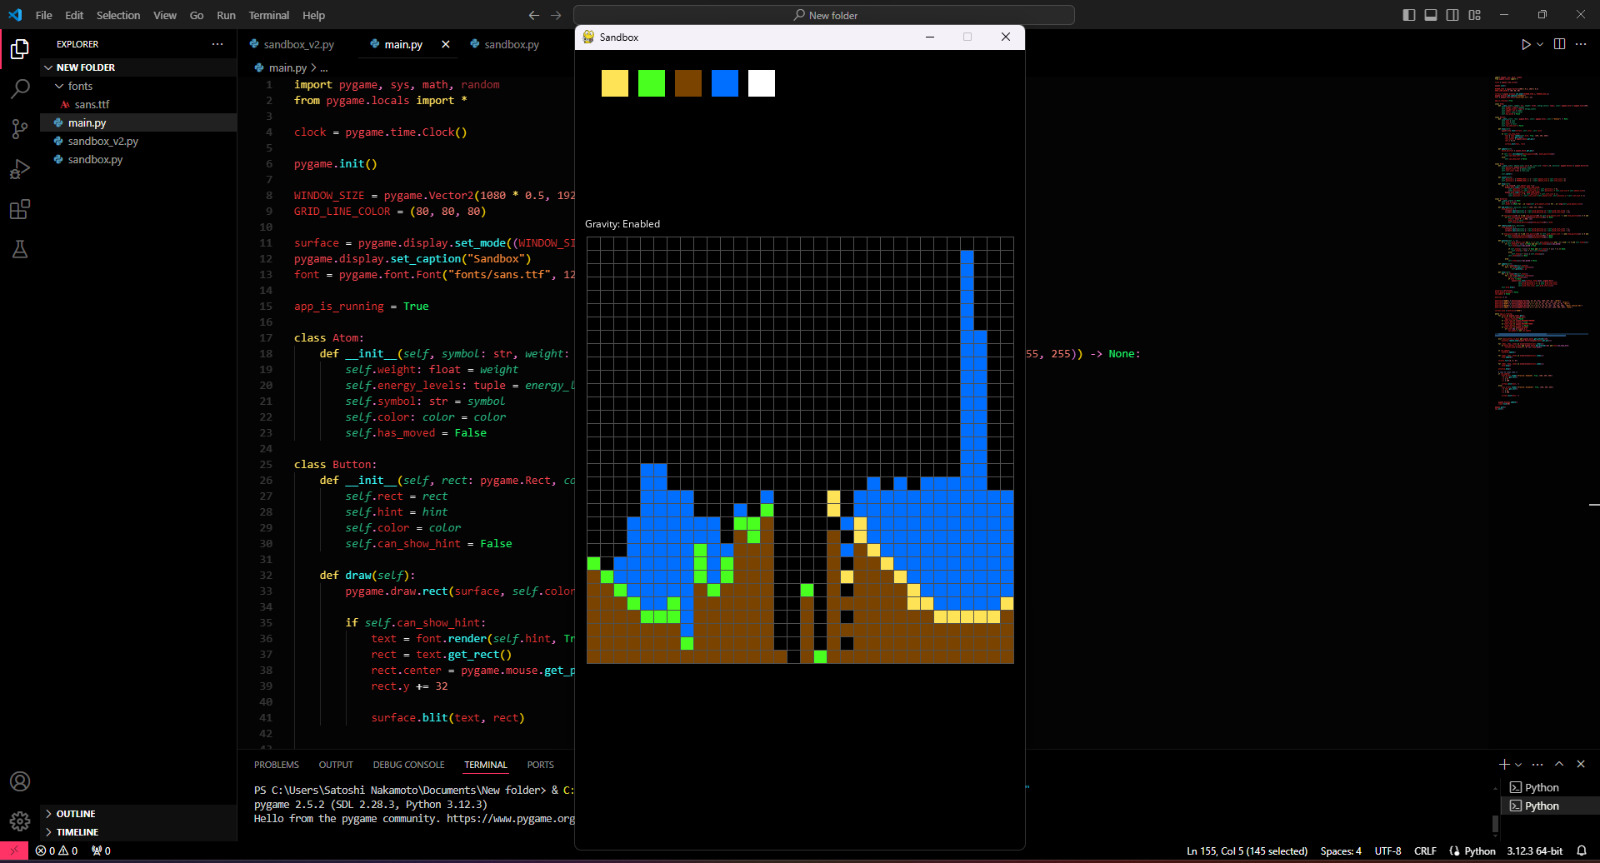 File Edit Selection View Go Run Terminal Help
New folder
Sandbox
EXPLORER
NEW FOLDER
fonts
sans.ttf
main.py
sandbox_v2.py
sandbox.py
OUTLINE
TIMELINE
sandbox_v2.py main.py sandbox.py
main.py > ...
1 import pygame, sys, math, random
2 from pygame.locals import *
3
4 clock = pygame.time.Clock()
5
6 pygame.init()
7
8 WINDOW_SIZE = pygame.Vector2(1080 * 0.5, 192
9 GRID_LINE_COLOR = (80, 80, 80)
10
11 surface = pygame.display.set_mode((WINDOW_SI
12 pygame.display.set_caption("Sandbox")
13 font = pygame.font.Font("fonts/sans.ttf", 12
14
15 app_is_running = True
16
17 class Atom:
18 def __init__(self, symbol: str, weight: 55, 255)) -> None:
19 self.weight: float = weight
20 self.energy_levels: tuple = energy_l
21 self.symbol: str = symbol
22 self.color: color = color
23 self.has_moved = False
24
25 class Button:
26 def __init__(self, rect: pygame.Rect, co
27 self.rect = rect
28 self.hint = hint
29 self.color = color
30 self.can_show_hint = False
31
32 def draw(self):
33 pygame.draw.rect(surface, self.color
34
35 if self.can_show_hint:
36 text = font.render(self.hint, Tr
37 rect = text.get_rect()
38 rect.center = pygame.mouse.get_p
39 rect.y += 32
40
41 surface.blit(text, rect)
42
Gravity: Enabled
PROBLEMS OUTPUT DEBUG CONSOLE TERMINAL PORTS
PS C:\Users\Satoshi Nakamoto\Documents\New folder> & C:
pygame 2.5.2 (SDL 2.28.3, Python 3.12.3)
Hello from the pygame community. https://www.pygame.org
Python
Python
0 0 0
Ln 155, Col 5 (145 selected) Spaces: 4 UTF-8 CRLF Python 3.12.3 64-bit